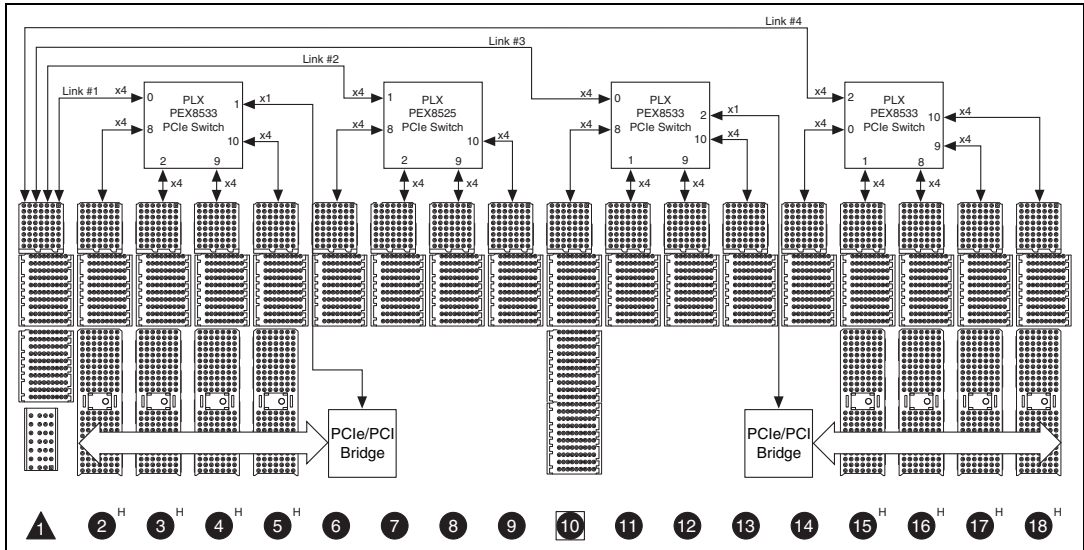 Link #4
Link #3
Link #2
Link #1
x4
0
PLX
PEX8533
PCIe Switch
1
x1
x4
8
10
x4
2
9
x4
x4
x4
1
PLX
PEX8525
PCIe Switch
x4
8
10
x4
2
9
x4
x4
x4
0
PLX
PEX8533
PCIe Switch
2
x1
x4
8
10
x4
1
9
x4
x4
x4
2
PLX
PEX8533
PCIe Switch
10
x4
x4
0
9
x4
1
8
x4
x4
PCIe/PCI
Bridge
PCIe/PCI
Bridge
1 2 H 3 H 4 H 5 H 6 7 8 9 10 11 12 13 14 15 H 16 H 17 H 18 H